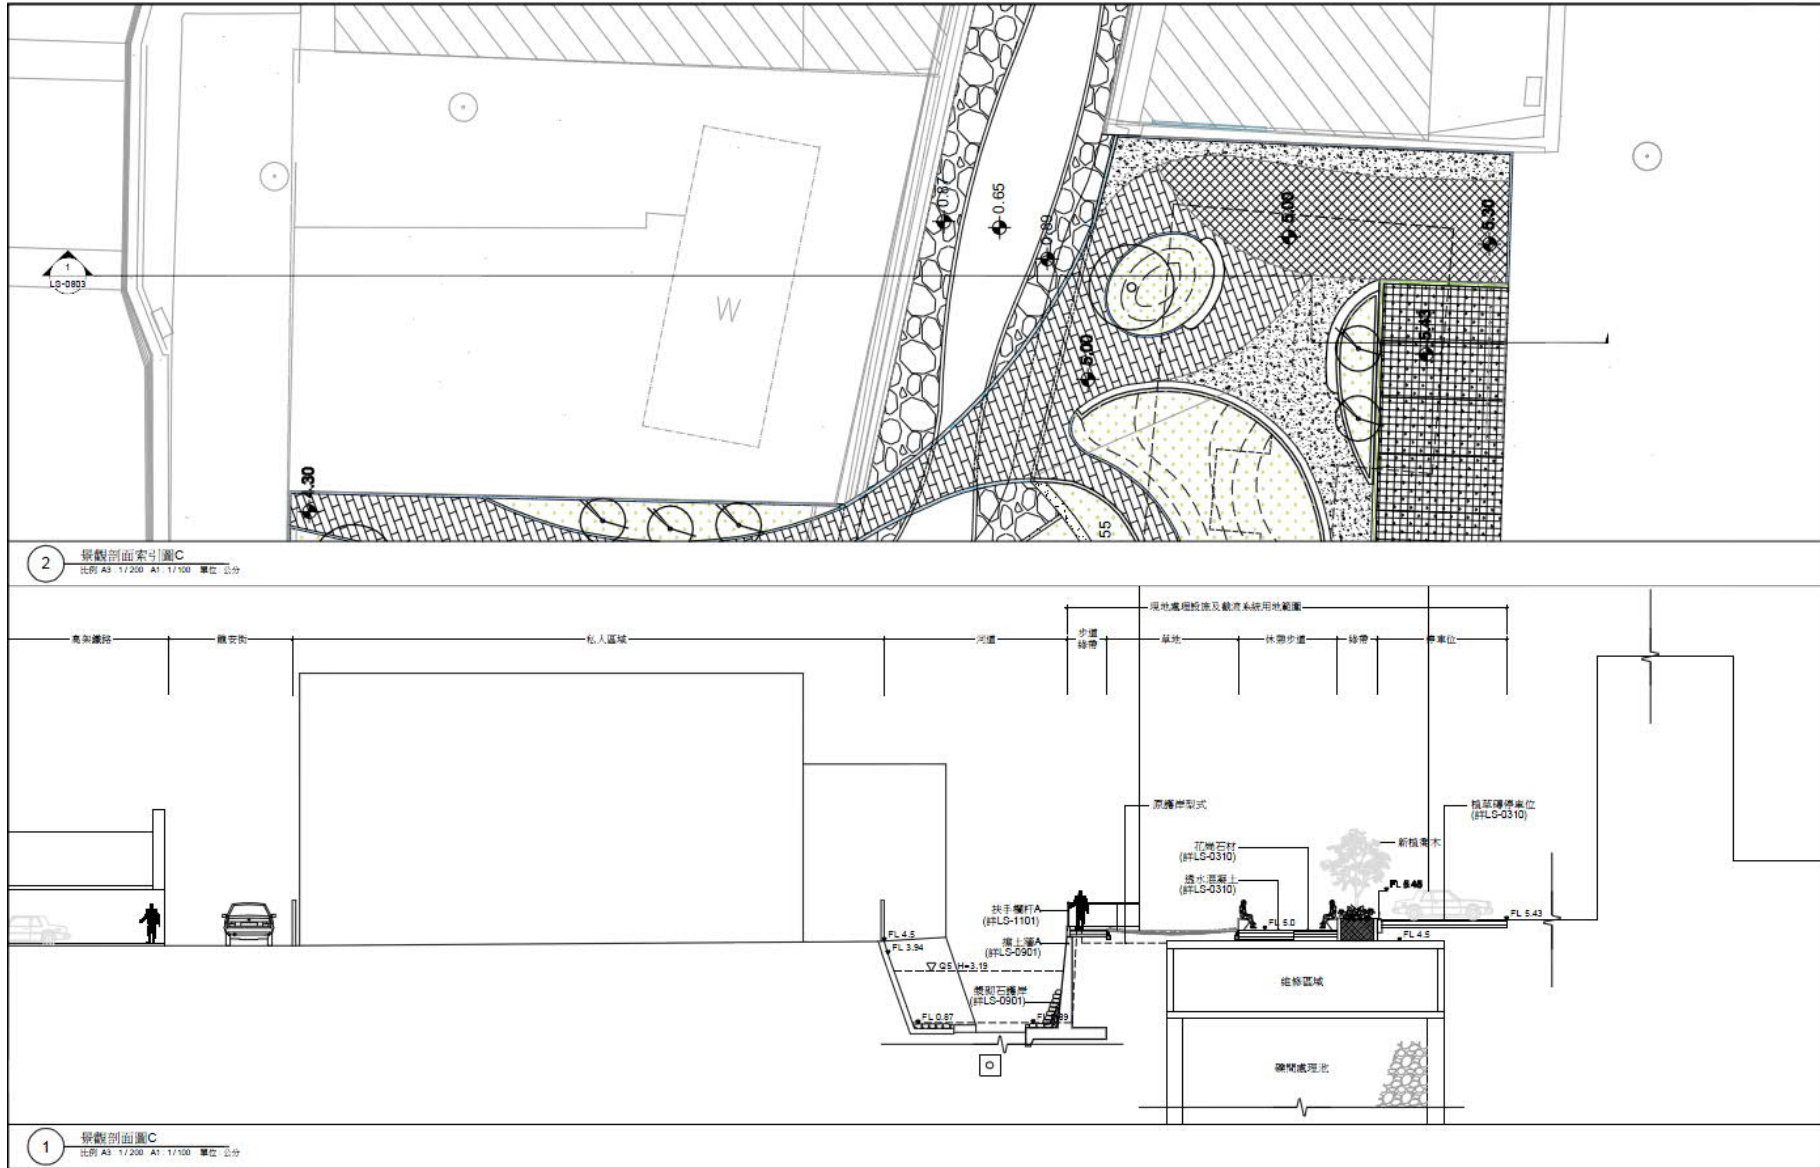 0.87
0.65
0.89
5.00
5.30
1
LS-0803
W
5.43
5.00
4.30
55
2
景觀剖面索引圖C
比例 A3:1/200 A1:1/100 單位:公分
現地處理設施及截流系統用地範圍
高架鐵路
鐵安街
私人區域
河道
步道
綠帶
草地
休憩步道
綠帶
停車位
原護岸型式
植草磚停車位
(詳LS-0310)
花崗石材
(詳LS-0310)
新植喬木
透水混凝土
(詳LS-0310)
扶手欄杆A
(詳LS-1101)
FL 5.0
FL 5.43
FL 4.5
FL 4.5
擋土牆A
(詳LS-0901)
FL 3.94
Q5 H=3.19
漿砌石護岸
(詳LS-0901)
維修區域
FL 0.87
礫間處理池
1
景觀剖面圖C
比例 A3:1/200 A1:1/100 單位:公分